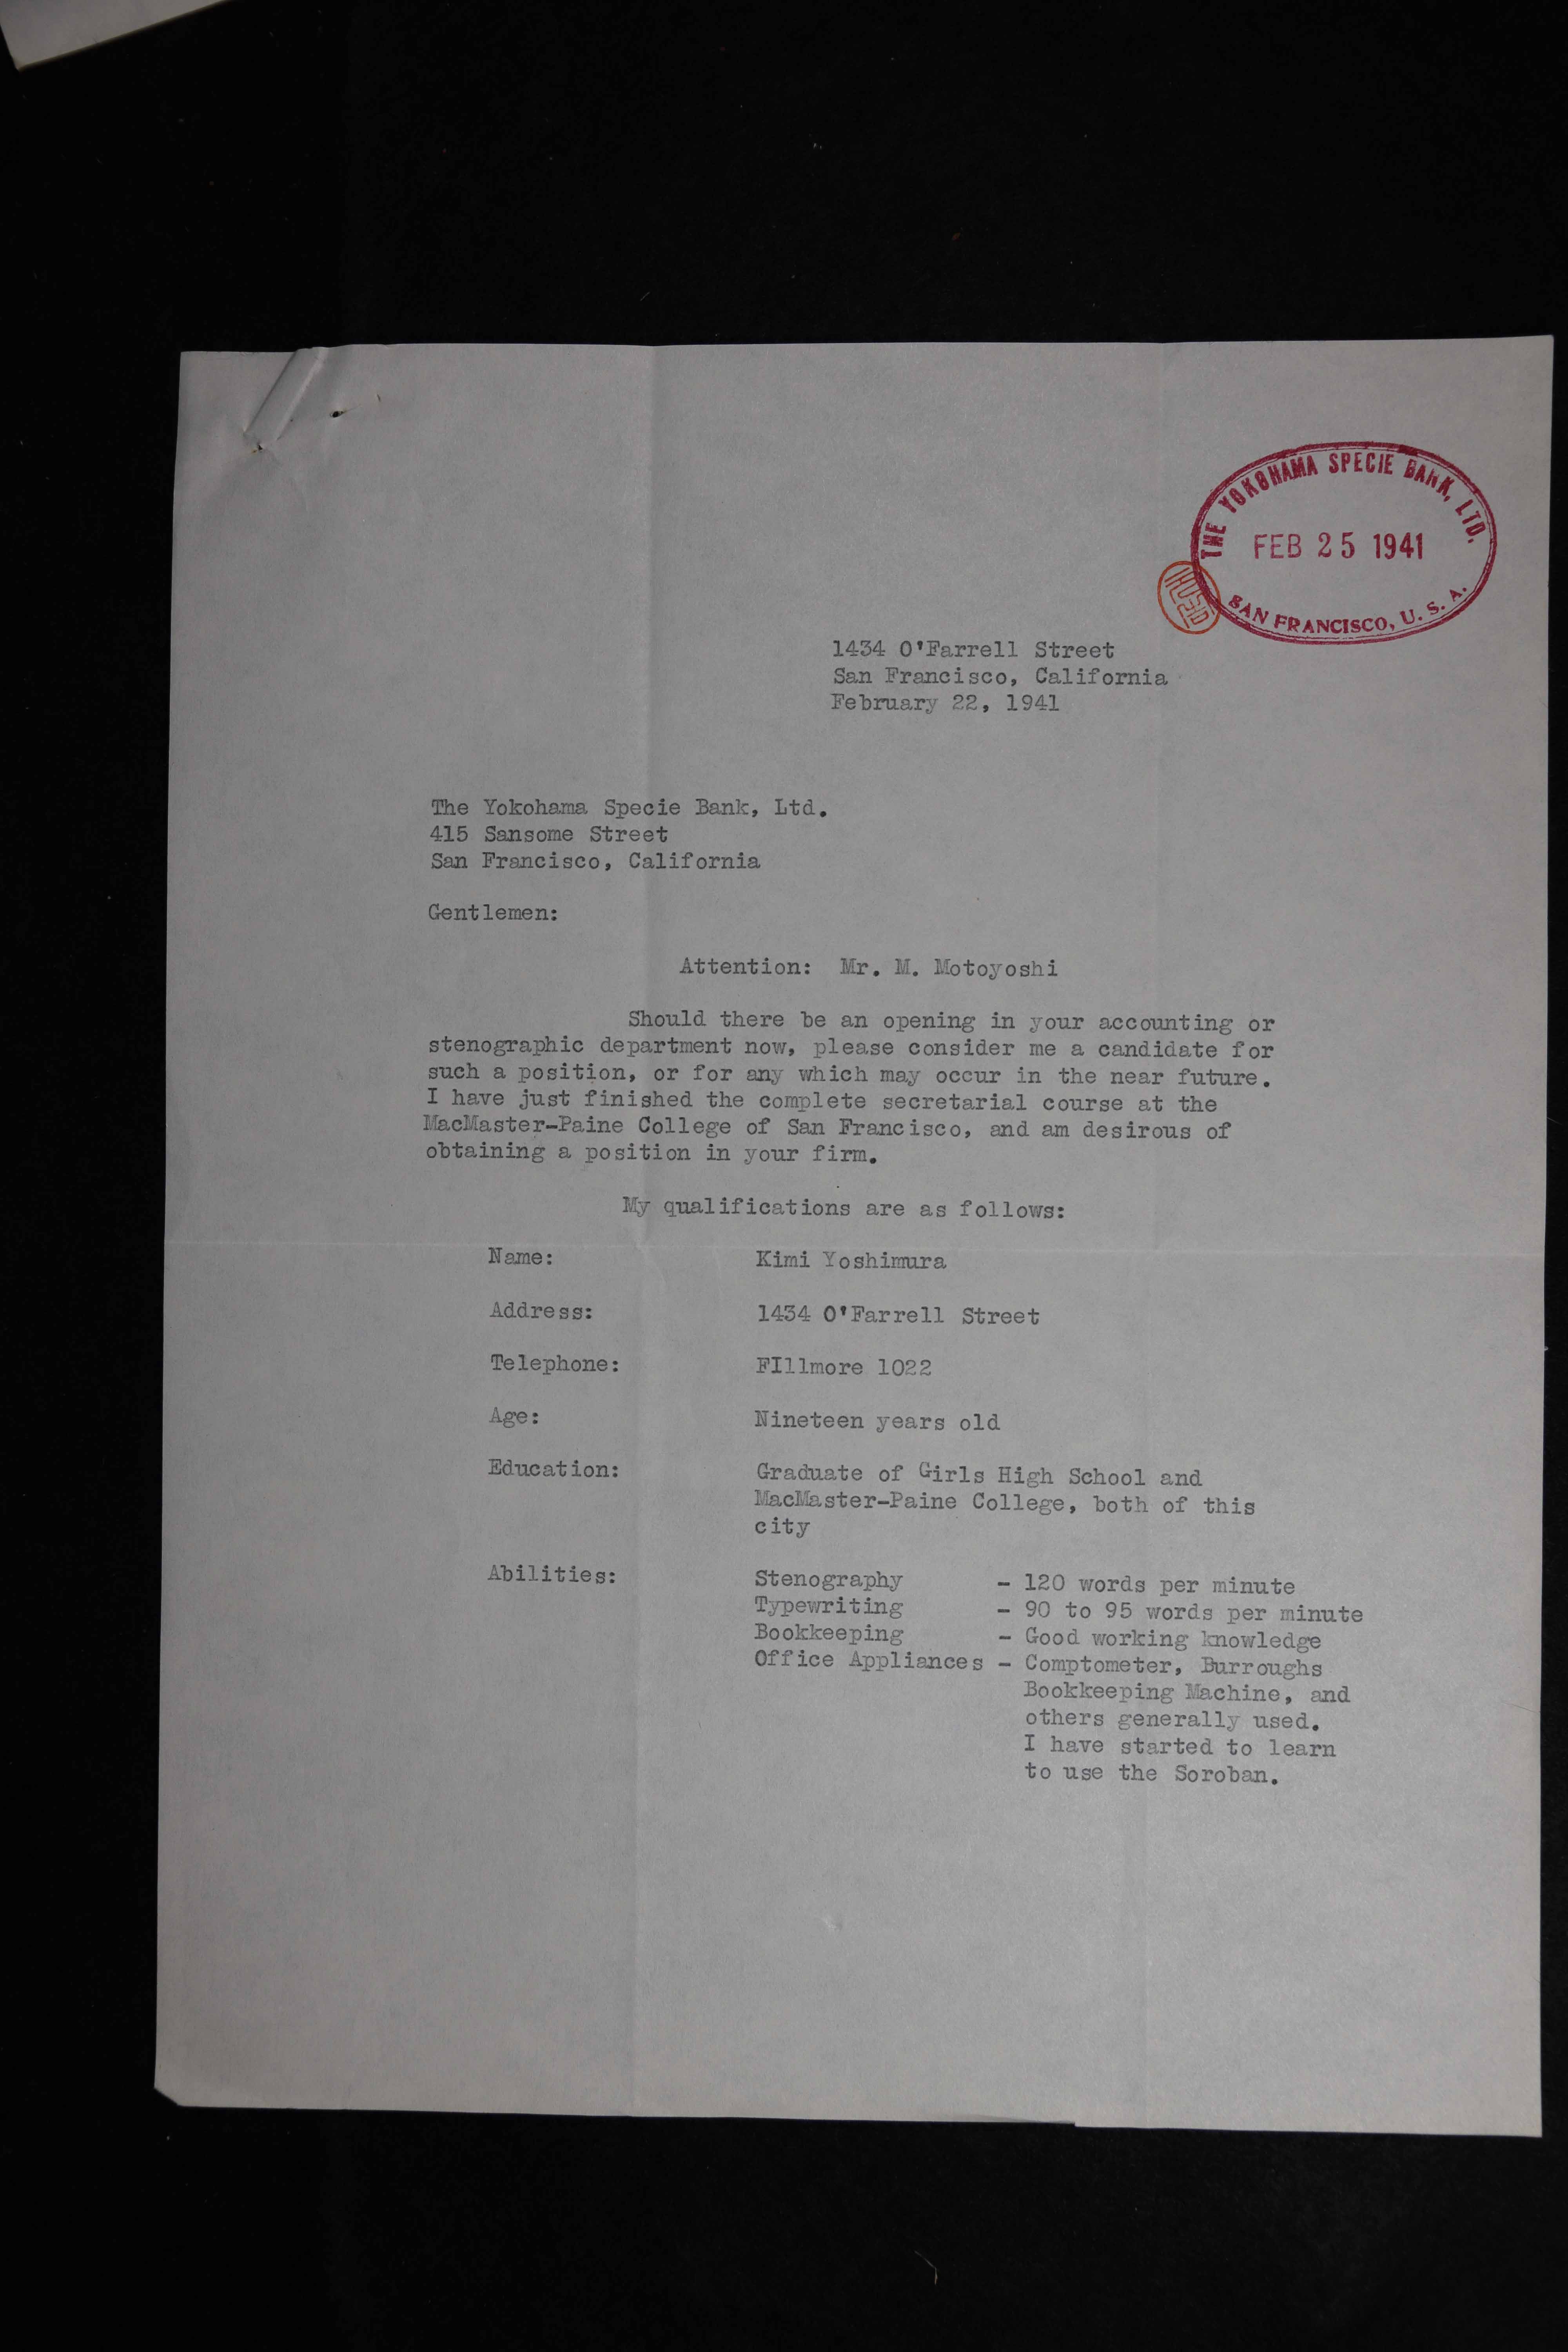 THE YOKOHAMA SPECIE BANK, LTD.
FEB 25 1941
SAN FRANCISCO, U. S. A.
1434 O'Farrell Street
San Francisco, California
February 22, 1941
The Yokohama Specie Bank, Ltd.
415 Sansome Street
San Francisco, California
Gentlemen:
Attention: Mr. M. Motoyoshi
Should there be an opening in your accounting or
stenographic department now, please consider me a candidate for
such a position, or for any which may occur in the near future.
I have just finished the complete secretarial course at the
MacMaster-Paine College of San Francisco, and am desirous of
obtaining a position in your firm.
My qualifications are as follows:
Name: Kimi Yoshimura
Address: 1434 O'Farrell Street
Telephone: FIllmore 1022
Age: Nineteen years old
Education: Graduate of Girls High School and
MacMaster-Paine College, both of this
city
Abilities: Stenography - 120 words per minute
Typewriting - 90 to 95 words per minute
Bookkeeping - Good working knowledge
Office Appliances - Comptometer, Burroughs
Bookkeeping Machine, and
others generally used.
I have started to learn
to use the Soroban.